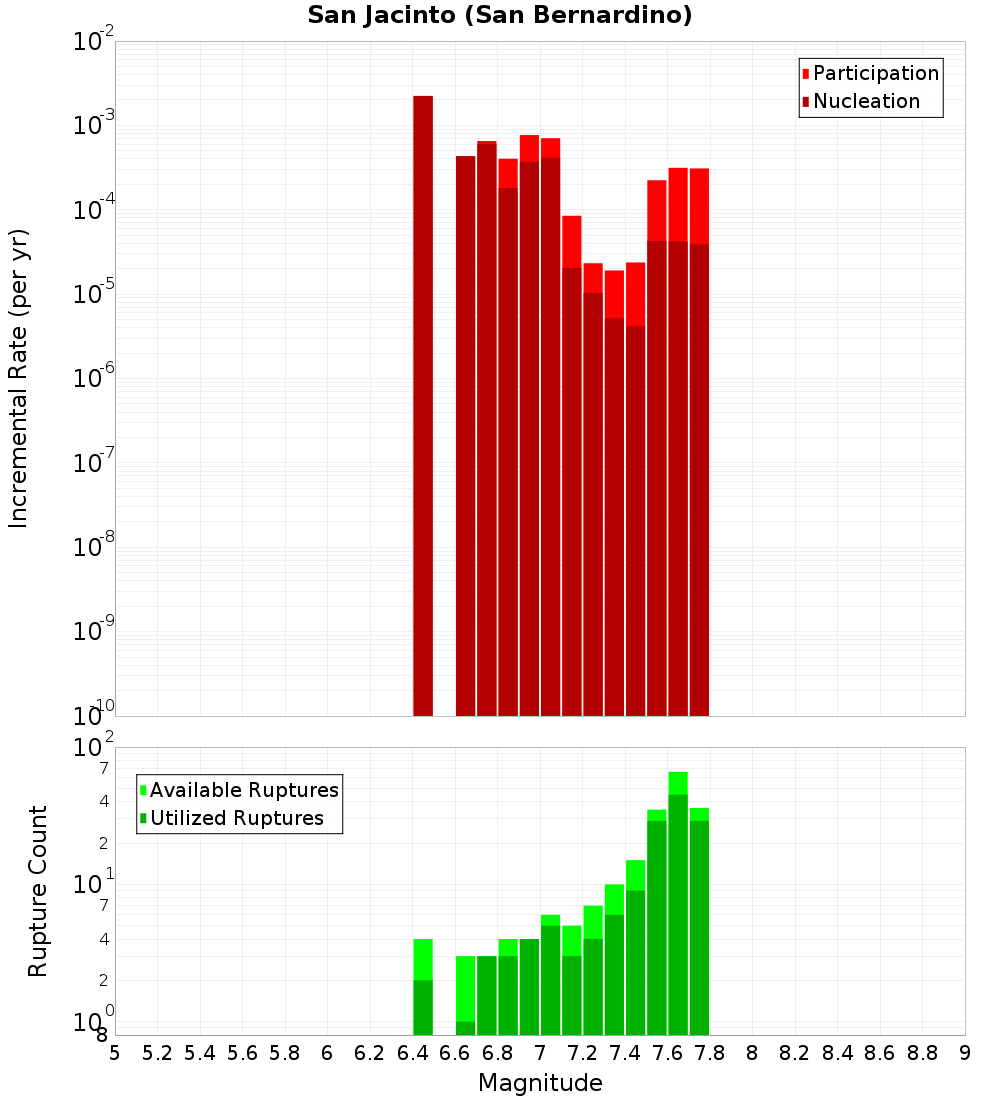 San Jacinto (San Bernardino)
10-2
10-3
10-4
10-5
10-6
10-7
10-8
10-9
10-10
Incremental Rate (per yr)
Participation
Nucleation
102
7
4
2
101
7
4
2
100
8
Rupture Count
Available Ruptures
Utilized Ruptures
5 5.2 5.4 5.6 5.8 6 6.2 6.4 6.6 6.8 7 7.2 7.4 7.6 7.8 8 8.2 8.4 8.6 8.8 9
Magnitude